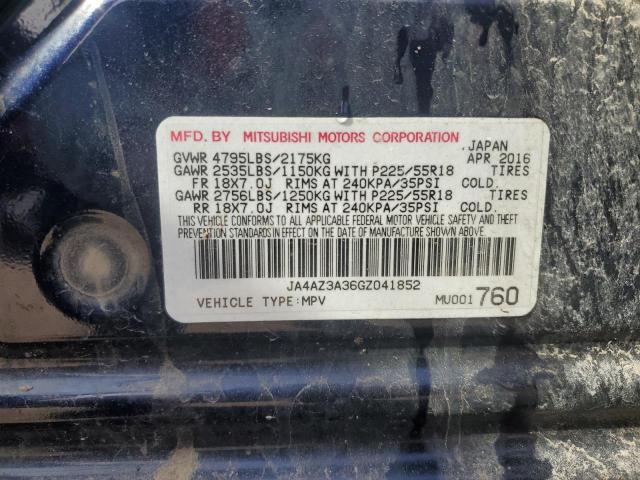 MFD. BY MITSUBISHI MOTORS CORPORATION
. JAPAN
GVWR 4795LBS/2175KG APR.2016
GAWR 2535LBS/1150KG WITH P225/55R18 TIRES
FR 18X7.0J RIMS AT 240KPA/35PSI COLD.
GAWR 2756LBS/1250KG WITH P225/55R18 TIRES
RR 18X7.0J RIMS AT 240KPA/35PSI COLD.
THIS VEHICLE CONFORMS TO ALL APPLICABLE FEDERAL MOTOR VEHICLE SAFETY AND THEFT
PREVENTION STANDARDS IN EFFECT ON THE DATE OF MANUFACTURE SHOWN ABOVE.
JA4AZ3A36GZ041852
VEHICLE TYPE:MPV MU001760